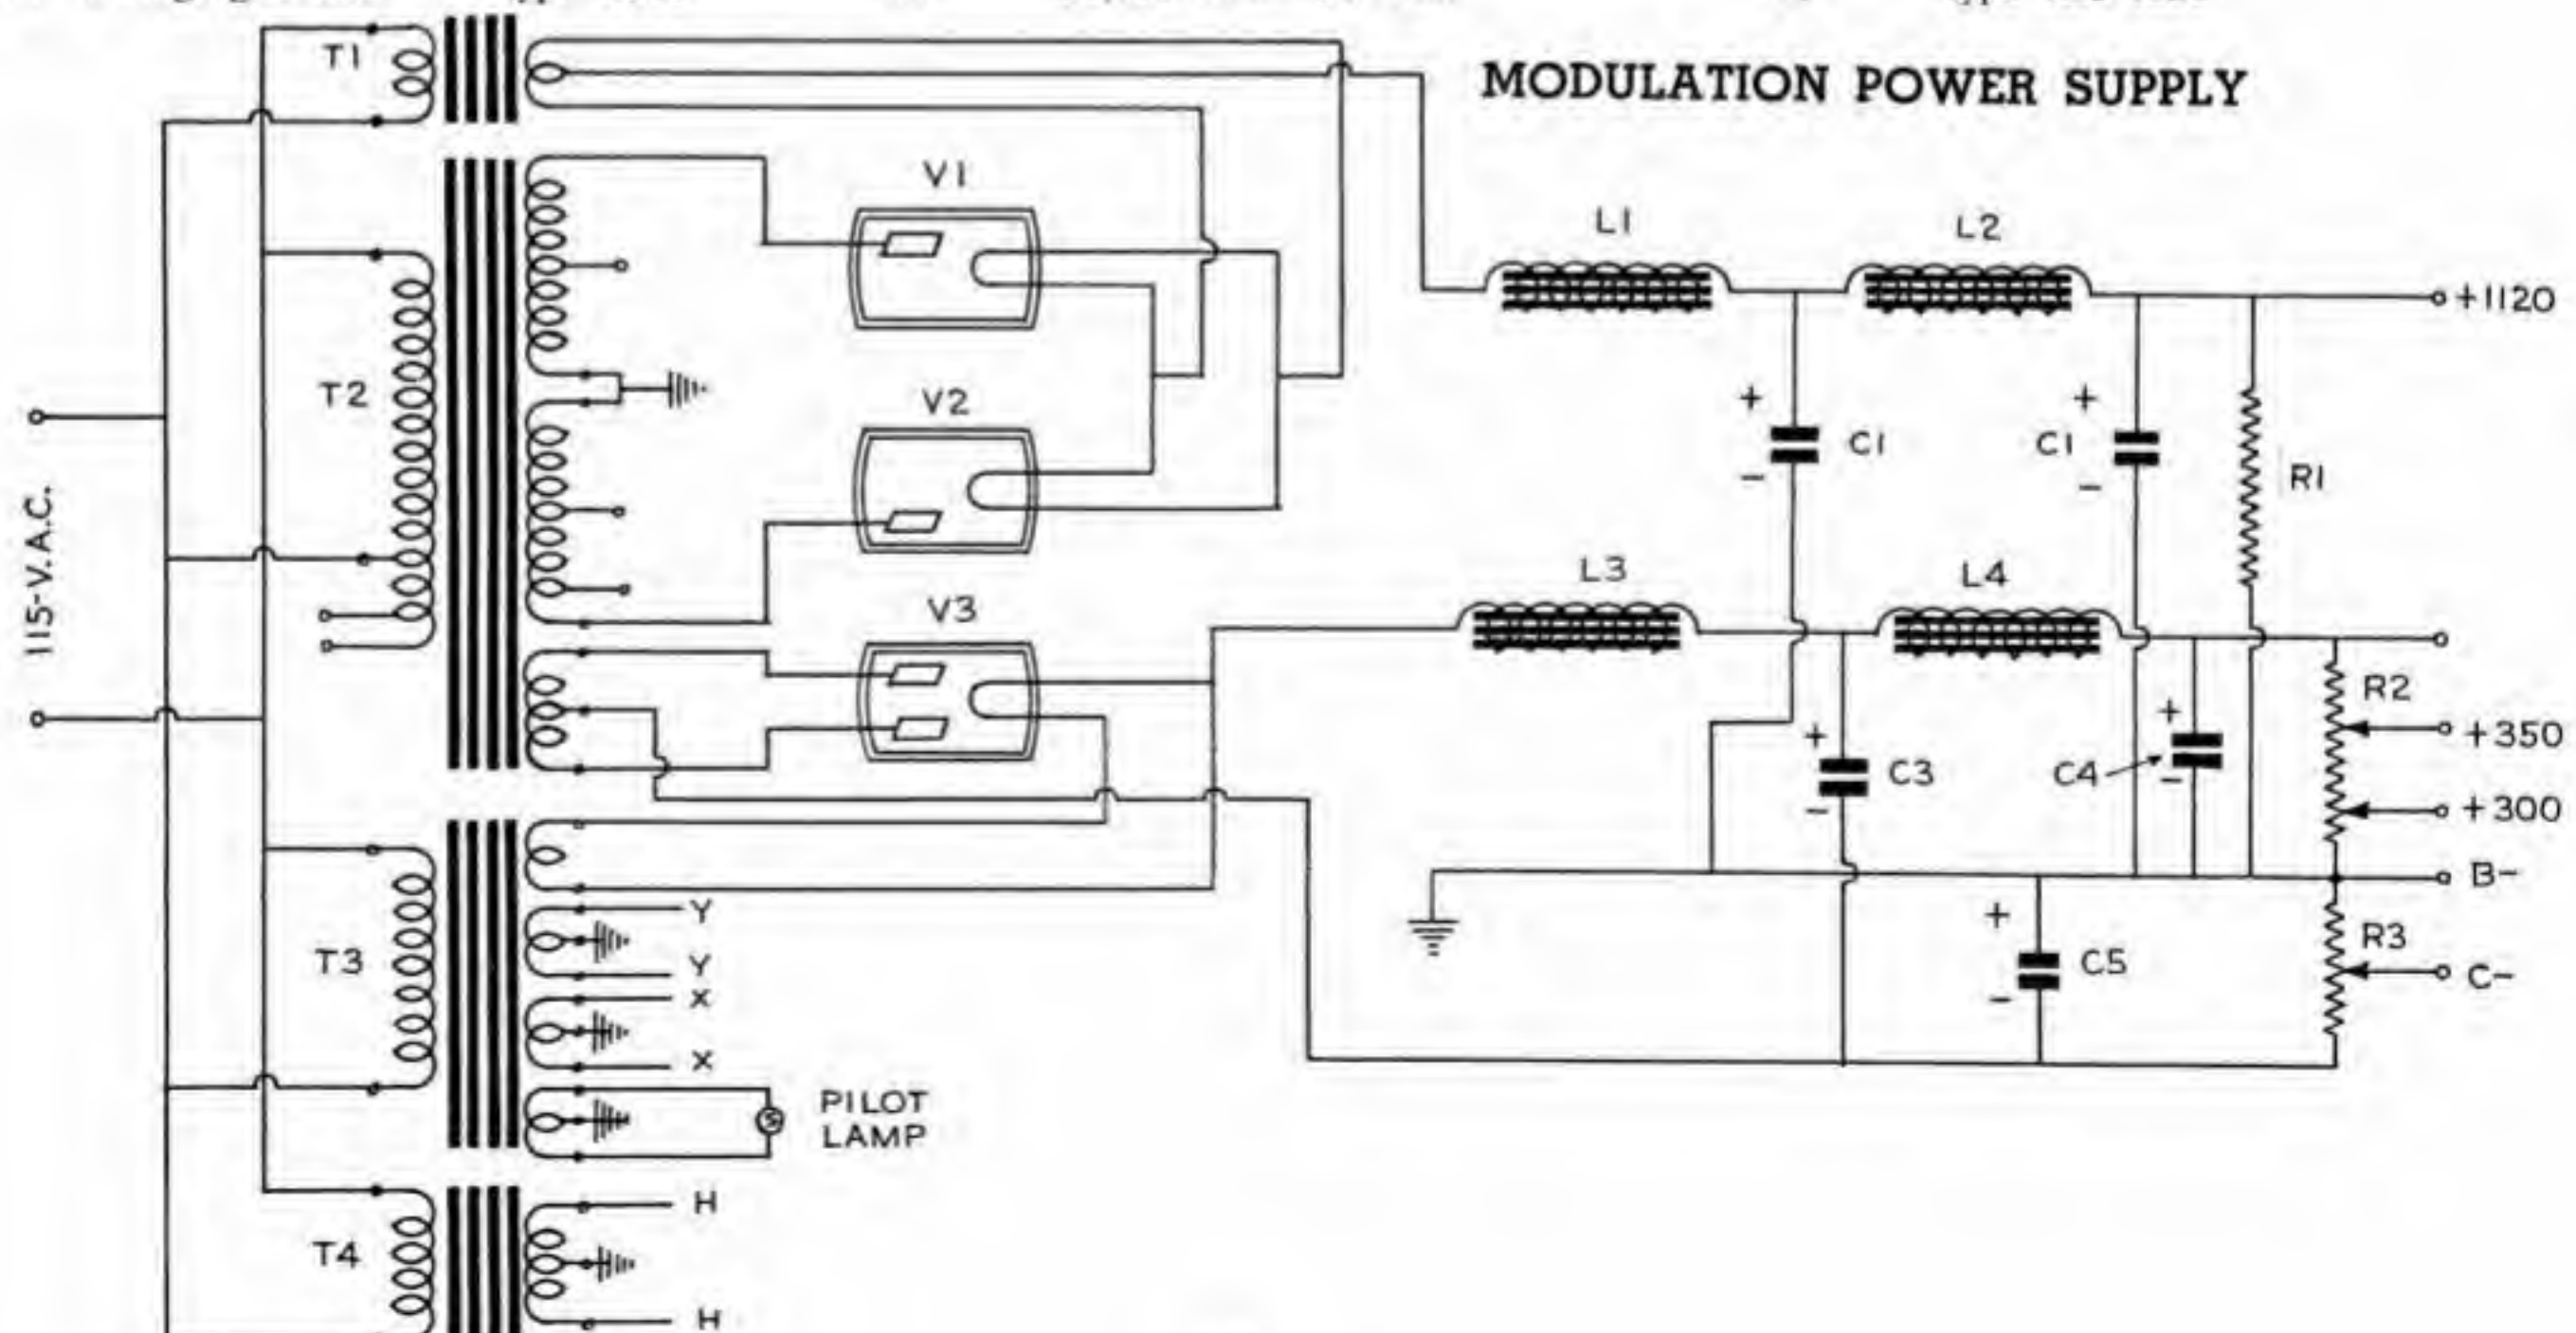 MODULATION POWER SUPPLY
T1
V1
L1
L2
+1120
T2
V2
+
C1
-
+
C1
-
R1
115-V.A.C.
V3
L3
L4
R2
+350
+
C3
-
+
C4
-
+300
B-
Y
Y
X
X
T3
+
C5
-
R3
C-
PILOT
LAMP
H
T4
H